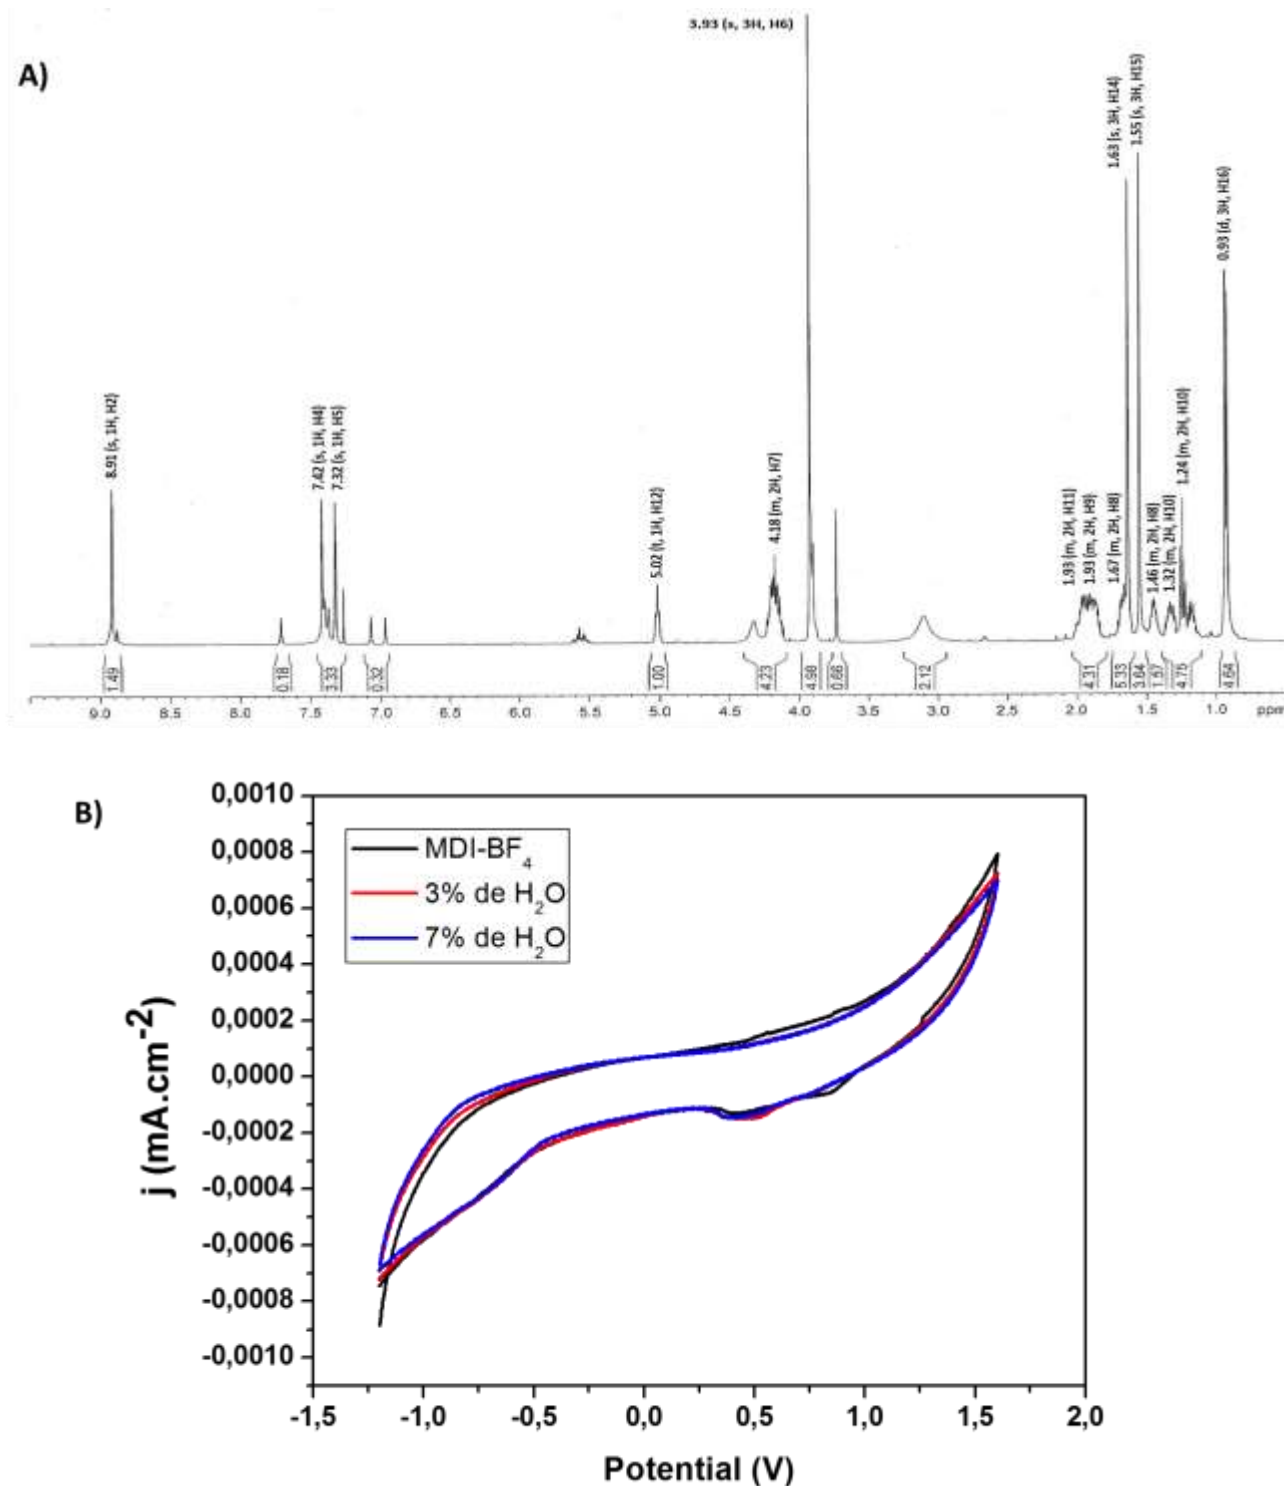 A)
3.93 (s, 3H, H6)
8.91 (s, 1H, H2)
7.42 (s, 1H, H4)
7.32 (s, 1H, H5)
5.02 (t, 1H, H12)
4.18 (m, 2H, H7)
1.93 (m, 2H, H11)
1.93 (m, 2H, H9)
1.67 (m, 2H, H8)
1.63 (s, 3H, H14)
1.55 (s, 3H, H15)
1.46 (m, 2H, H8)
1.32 (m, 2H, H10)
1.24 (m, 2H, H10)
0.93 (d, 3H, H16)
1.49 0.18 3.33 0.32 1.00 4.23 4.98 0.66 2.12 4.31 5.33 3.64 1.57 4.75 4.64
9.0 8.5 8.0 7.5 7.0 6.5 6.0 5.5 5.0 4.5 4.0 3.5 3.0 2.5 2.0 1.5 1.0 ppm
B)
MDI-BF4
3% de H2O
7% de H2O
0,0010
0,0008
0,0006
0,0004
0,0002
0,0000
-0,0002
-0,0004
-0,0006
-0,0008
-0,0010
j (mA.cm-2)
-1,5 -1,0 -0,5 0,0 0,5 1,0 1,5 2,0
Potential (V)